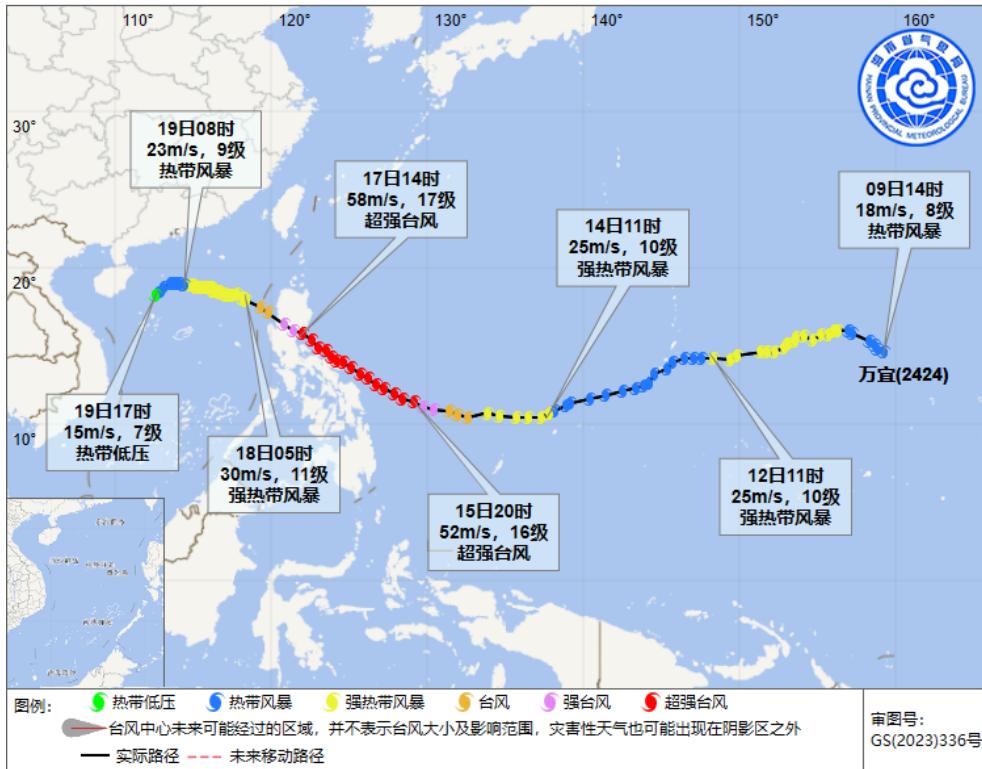 110°
120°
130°
140°
150°
160°
30°
20°
10°
海南省气象局
HAINAN PROVINCIAL METEOROLOGICAL BUREAU
19日08时
23m/s，9级
热带风暴
17日14时
58m/s，17级
超强台风
14日11时
25m/s，10级
强热带风暴
09日14时
18m/s，8级
热带风暴
万宜(2424)
19日17时
15m/s，7级
热带低压
18日05时
30m/s，11级
强热带风暴
15日20时
52m/s，16级
超强台风
12日11时
25m/s，10级
强热带风暴
图例：
热带低压 热带风暴 强热带风暴 台风 强台风 超强台风
台风中心未来可能经过的区域，并不表示台风大小及影响范围，灾害性天气也可能出现在阴影区之外
实际路径 未来移动路径
审图号：
GS(2023)336号